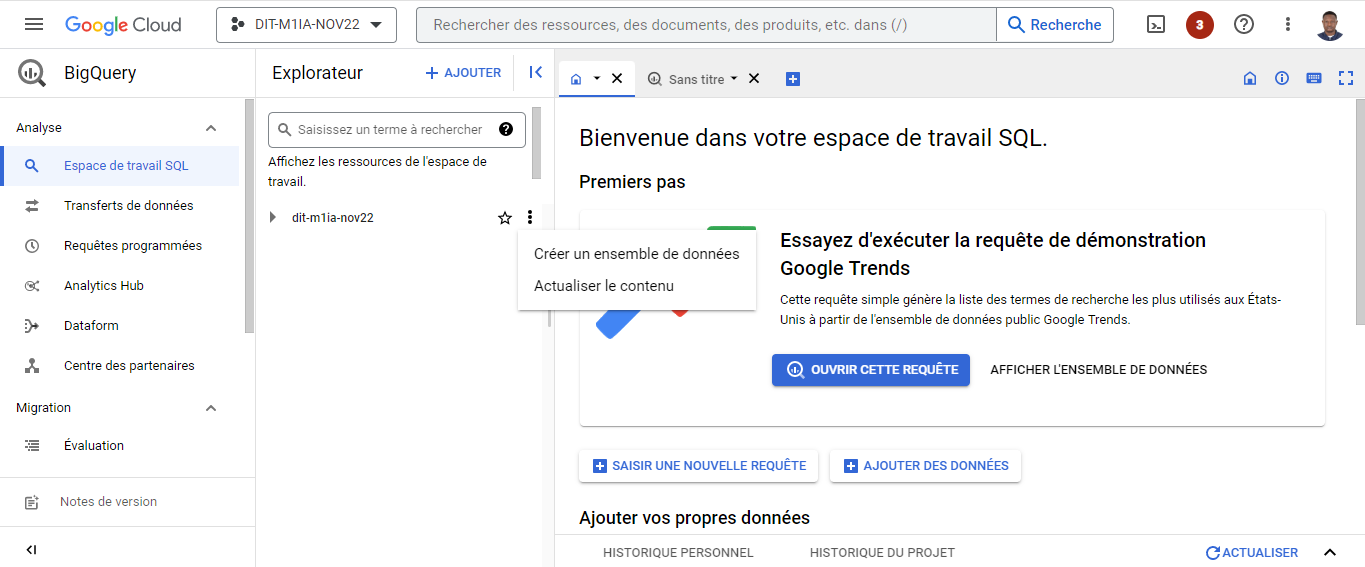 Google Cloud
DIT-M1IA-NOV22
Rechercher des ressources, des documents, des produits, etc. dans (/)
Recherche
3
BigQuery
Analyse
Espace de travail SQL
Transferts de données
Requêtes programmées
Analytics Hub
Dataform
Centre des partenaires
Migration
Évaluation
Notes de version
Explorateur
AJOUTER
Saisissez un terme à rechercher
Affichez les ressources de l'espace de
travail.
dit-m1ia-nov22
Créer un ensemble de données
Actualiser le contenu
Sans titre
Bienvenue dans votre espace de travail SQL.
Premiers pas
Essayez d'exécuter la requête de démonstration
Google Trends
Cette requête simple génère la liste des termes de recherche les plus utilisés aux États-
Unis à partir de l'ensemble de données public Google Trends.
OUVRIR CETTE REQUÊTE
AFFICHER L'ENSEMBLE DE DONNÉES
SAISIR UNE NOUVELLE REQUÊTE
AJOUTER DES DONNÉES
Ajouter vos propres données
HISTORIQUE PERSONNEL
HISTORIQUE DU PROJET
ACTUALISER